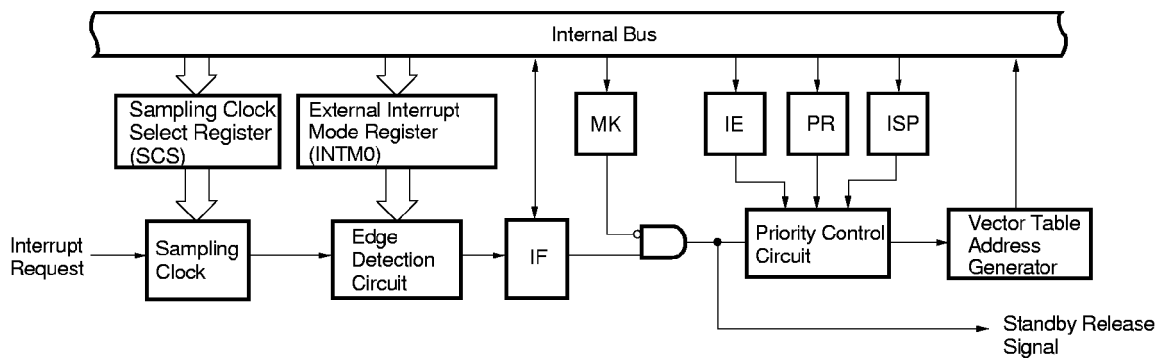 Internal Bus
Sampling Clock
Select Register
(SCS)
External Interrupt
Mode Register
(INTM0)
MK
IE
PR
ISP
Interrupt
Request
Sampling
Clock
Edge
Detection
Circuit
IF
Priority Control
Circuit
Vector Table
Address
Generator
Standby Release
Signal